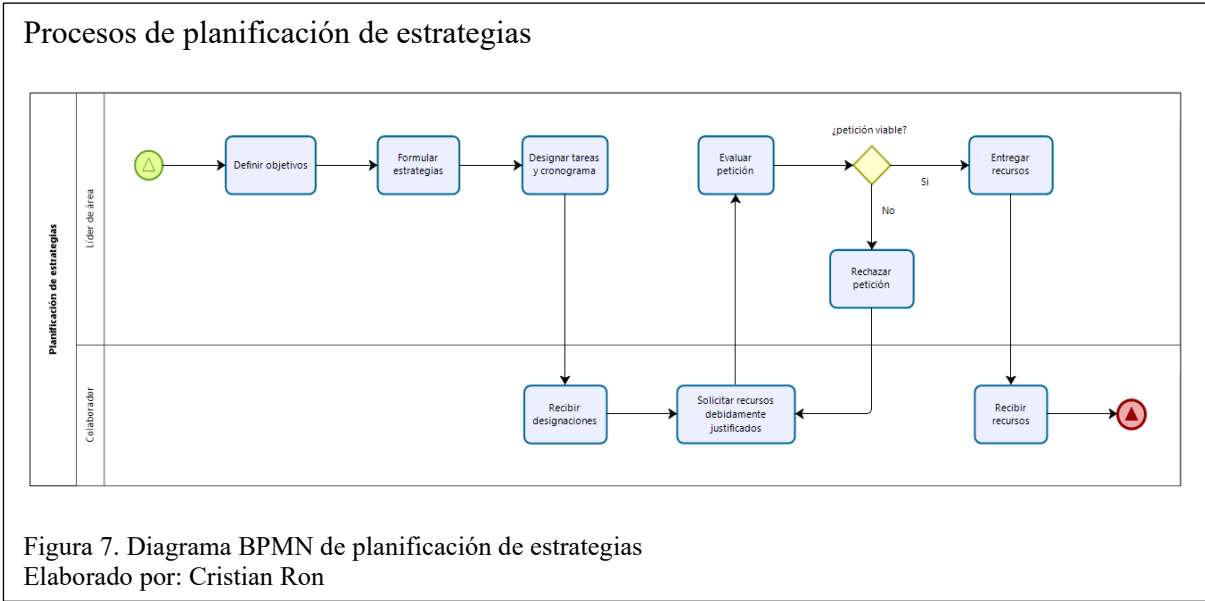 Procesos de planificación de estrategias
Planificación de estrategias
Líder de área
Definir objetivos
Formular
estrategias
Designar tareas
y cronograma
Evaluar
petición
¿petición viable?
Si
No
Entregar
recursos
Rechazar
petición
Colaborador
Recibir
designaciones
Solicitar recursos
debidamente
justificados
Recibir
recursos
Figura 7. Diagrama BPMN de planificación de estrategias
Elaborado por: Cristian Ron